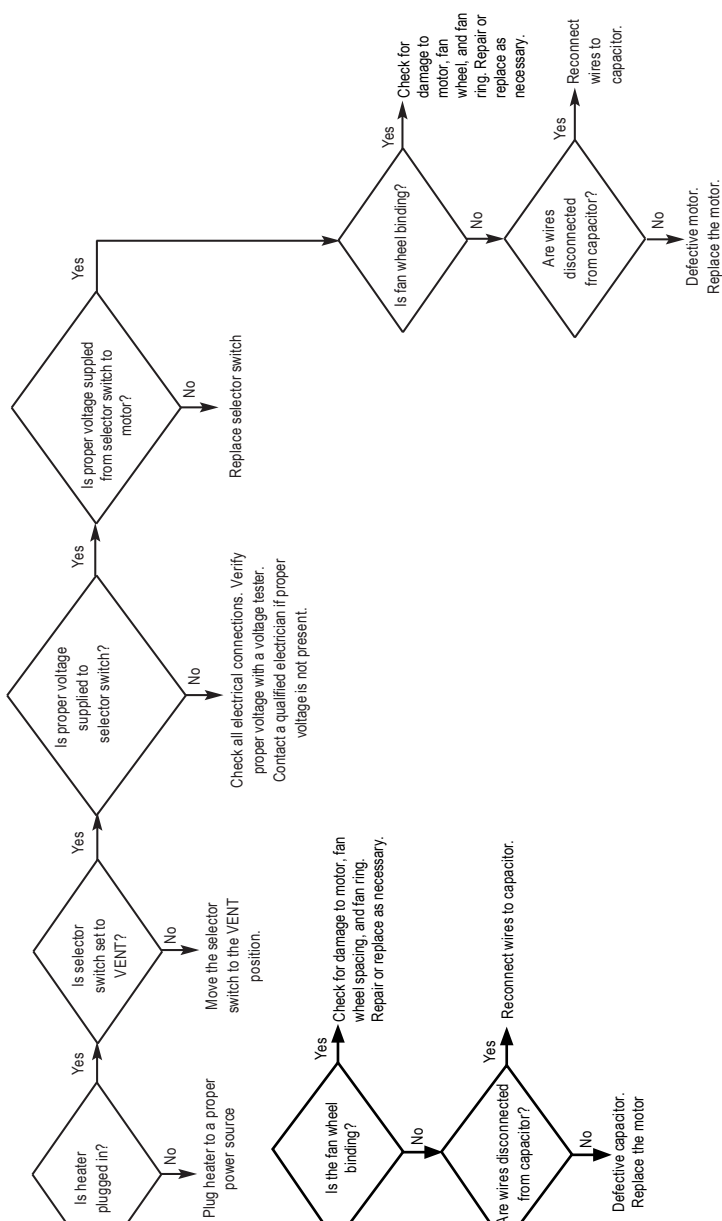 Is heater
plugged in?
Yes
No
Plug heater to a proper
power source
Is selector
switch set to
VENT?
Yes
No
Move the selector
switch to the VENT
position.
Is proper voltage
supplied to
selector switch?
Yes
No
Check all electrical connections. Verify
proper voltage with a voltage tester.
Contact a qualified electrician if proper
voltage is not present.
Is proper voltage suppled
from selector switch to
motor?
Yes
No
Replace selector switch
Is fan wheel binding?
Yes
Check for
damage to
motor, fan
wheel, and fan
ring. Repair or
replace as
necessary.
No
Are wires
disconnected
from capacitor?
Yes
Reconnect
wires to
capacitor.
No
Defective motor.
Replace the motor.
Is the fan wheel
binding?
Yes
Check for damage to motor, fan
wheel spacing, and fan ring.
Repair or replace as necessary.
No
Are wires disconnected
from capacitor?
Yes
Reconnect wires to capacitor.
No
Defective capacitor.
Replace the motor